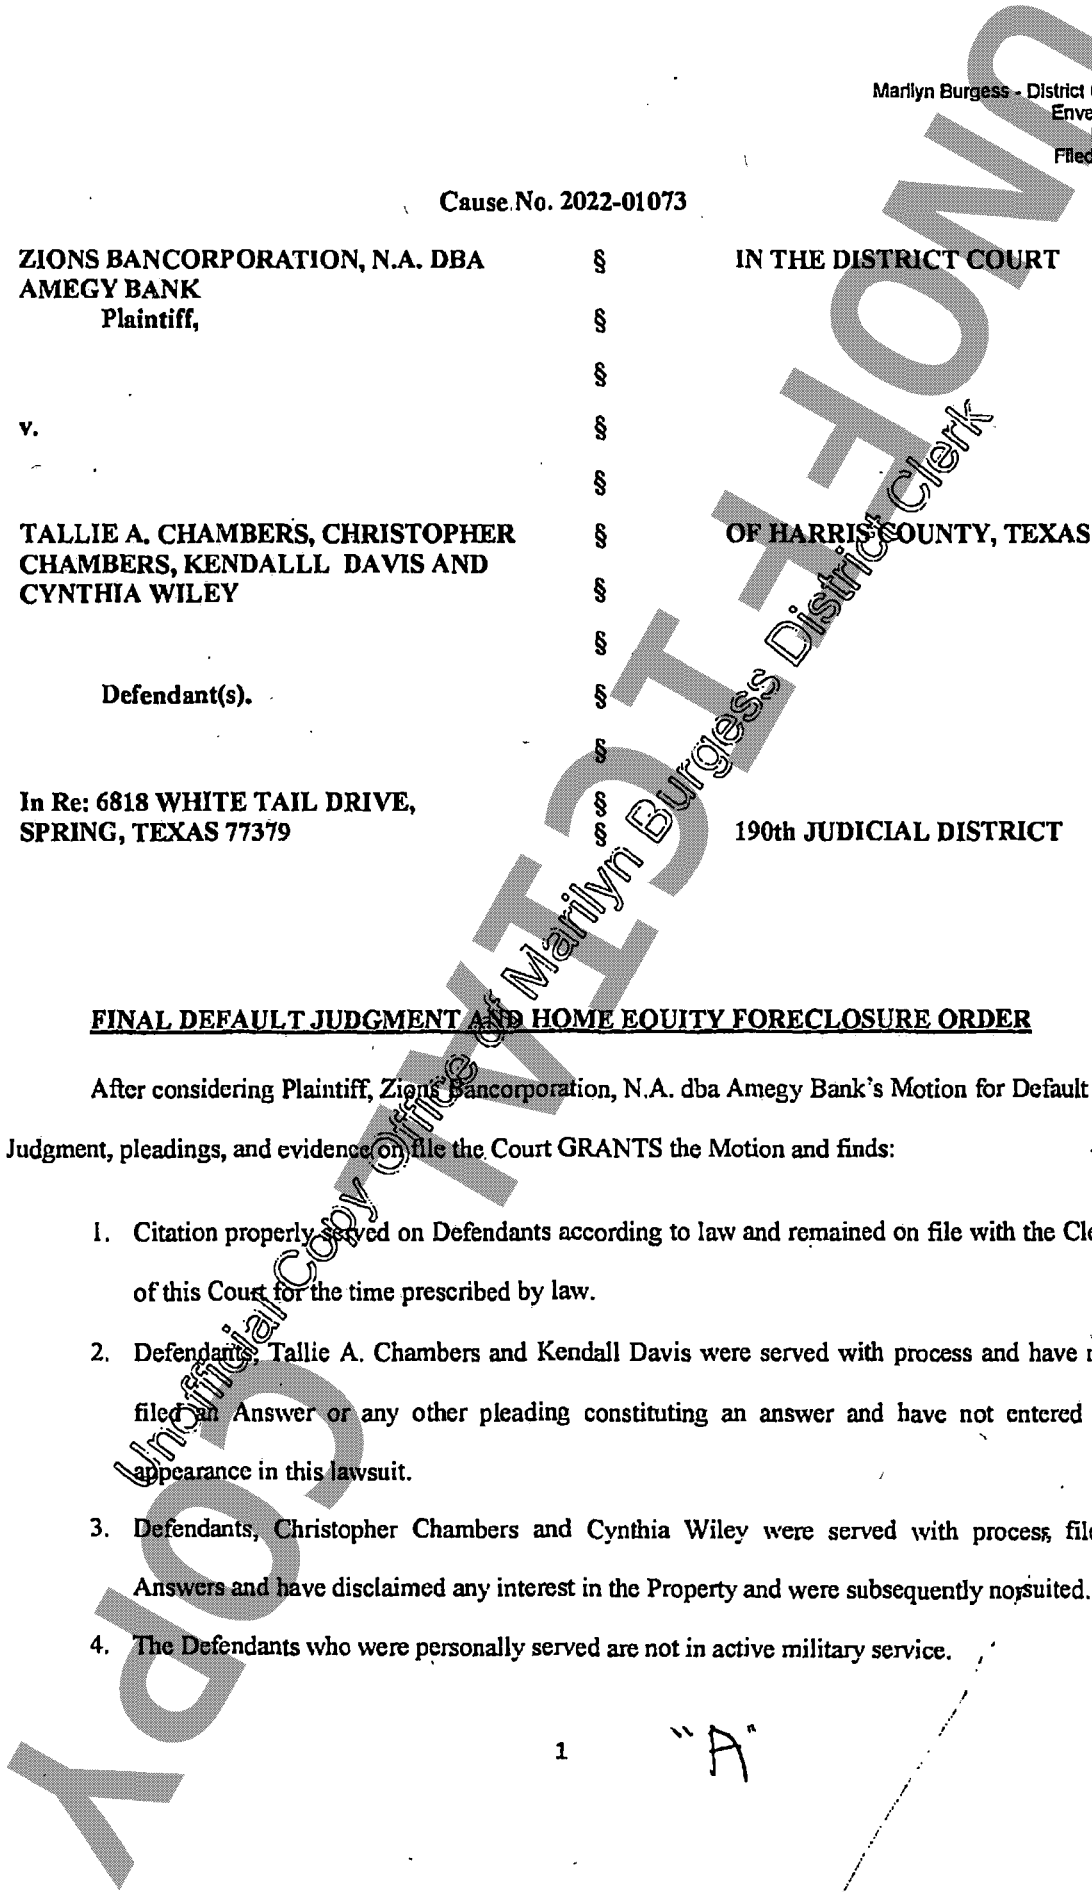 Marilyn Burgess - District
Filed
Cause No. 2022-01073
ZIONS BANCORPORATION, N.A. DBA § IN THE DISTRICT COURT
AMEGY BANK
Plaintiff, §
§
v. §
§
TALLIE A. CHAMBERS, CHRISTOPHER § OF HARRIS COUNTY, TEXAS
CHAMBERS, KENDALLL DAVIS AND
CYNTHIA WILEY §
§
Defendant(s). §
§
In Re: 6818 WHITE TAIL DRIVE, §
SPRING, TEXAS 77379 § 190th JUDICIAL DISTRICT
FINAL DEFAULT JUDGMENT AND HOME EQUITY FORECLOSURE ORDER
After considering Plaintiff, Zions Bancorporation, N.A. dba Amegy Bank's Motion for Default
Judgment, pleadings, and evidence on file the Court GRANTS the Motion and finds:
1. Citation properly served on Defendants according to law and remained on file with the
of this Court for the time prescribed by law.
2. Defendants, Tallie A. Chambers and Kendall Davis were served with process and have
filed an Answer or any other pleading constituting an answer and have not entered
appearance in this lawsuit.
3. Defendants, Christopher Chambers and Cynthia Wiley were served with process,
Answers and have disclaimed any interest in the Property and were subsequently nonsuited.
4. The Defendants who were personally served are not in active military service.
1
"A"
Unofficial Copy Office of Marilyn Burgess District Clerk
UNOFFICIAL COPY